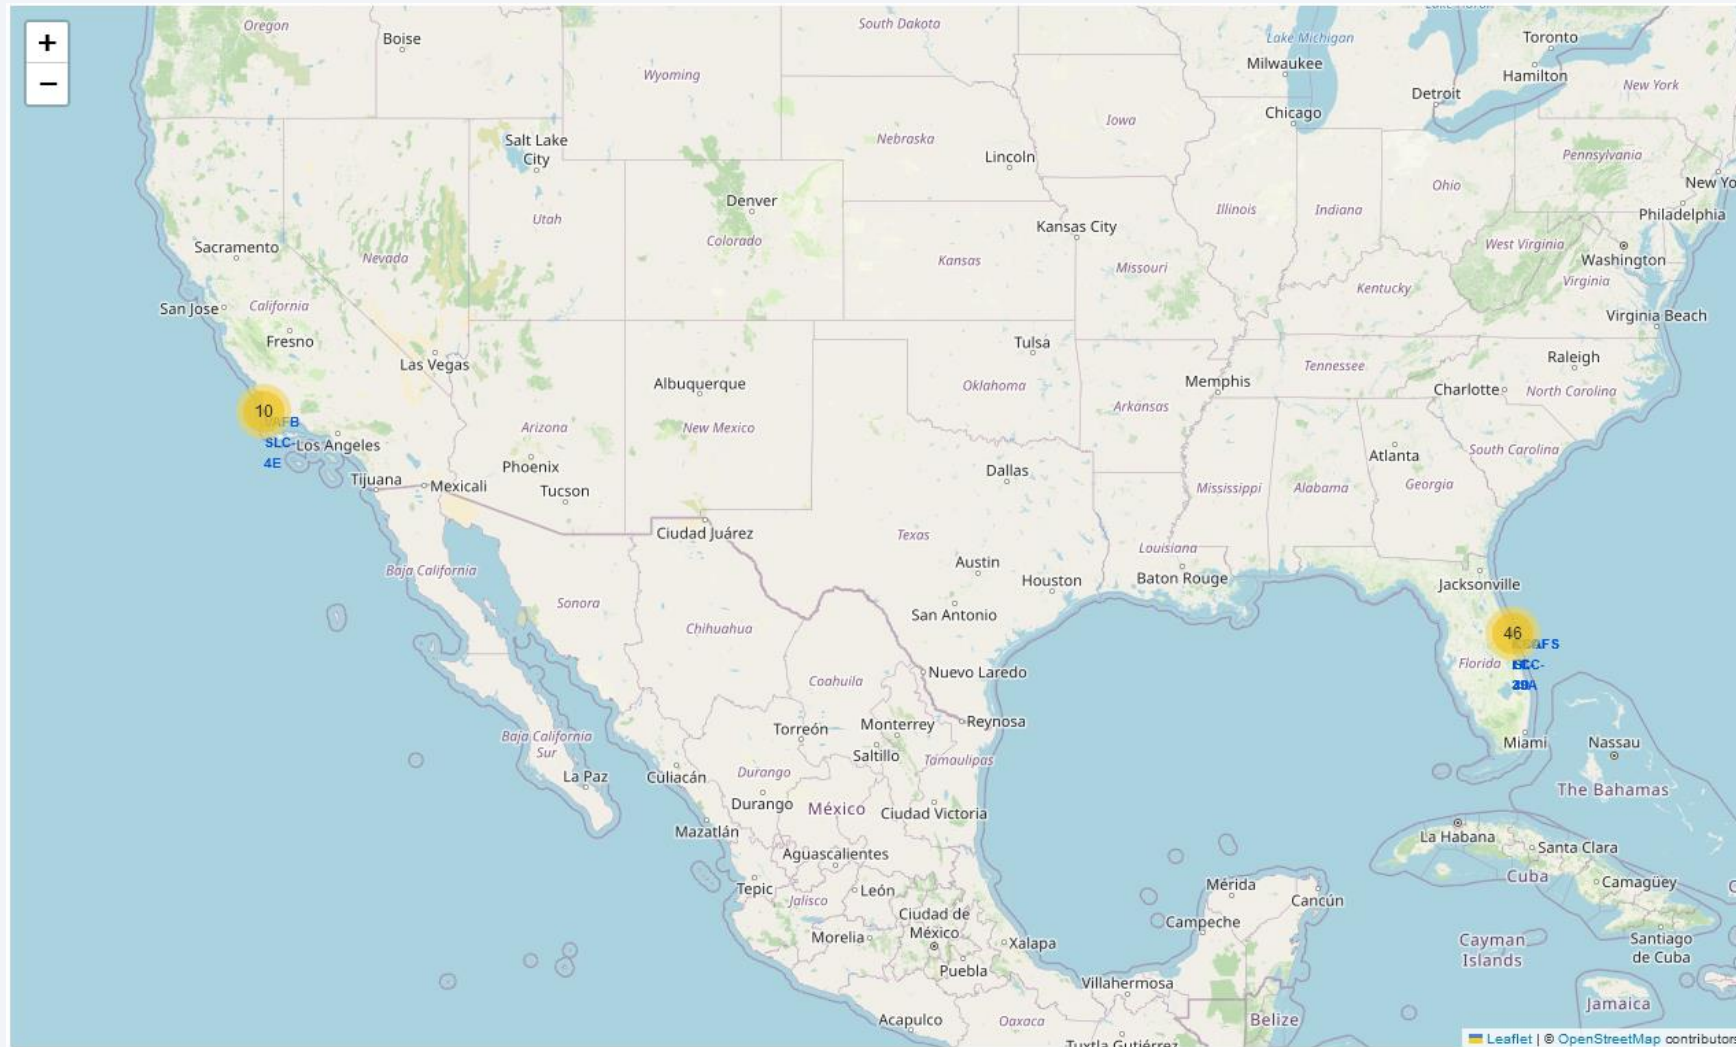 +
−
Oregon
Boise
South Dakota
Lake Michigan
Toronto
Milwaukee
Hamilton
Wyoming
New York
Detroit
Chicago
Iowa
Nebraska
Salt Lake
City
Lincoln
Pennsylvania
Ohio
New Yo
Denver
Illinois
Indiana
Philadelphia
Utah
Kansas City
Colorado
Sacramento
West Virginia
Nevada
Kansas
Missouri
Washington
Virginia
Kentucky
San Jose
California
Virginia Beach
Fresno
Tulsa
Raleigh
Las Vegas
Tennessee
Albuquerque
Memphis
Oklahoma
Charlotte
North Carolina
10
Arkansas
VAFB
SLC-
4E
Los Angeles
Arizona
New Mexico
South Carolina
Atlanta
Phoenix
Dallas
Tijuana
Mexicali
Tucson
Mississippi
Alabama
Georgia
Ciudad Juárez
Texas
Louisiana
Austin
Baja California
Houston
Baton Rouge
Jacksonville
Sonora
San Antonio
Chihuahua
46
Florida
Nuevo Laredo
Coahuila
Torreón
Monterrey
Reynosa
Baja California
Sur
Saltillo
Tamaulipas
Miami
Nassau
La Paz
Culiacán
Durango
The Bahamas
Durango
México
Ciudad Victoria
Mazatlán
La Habana
Santa Clara
Aguascalientes
Cuba
Camagüey
Tepic
León
Mérida
Jalisco
Cancún
Ciudad de
México
Campeche
Morelia
Xalapa
Cayman
Islands
Santiago
de Cuba
Puebla
Villahermosa
Jamaica
Acapulco
Oaxaca
Belize
Tuxtla Gutiérrez
Leaflet | © OpenStreetMap contributor